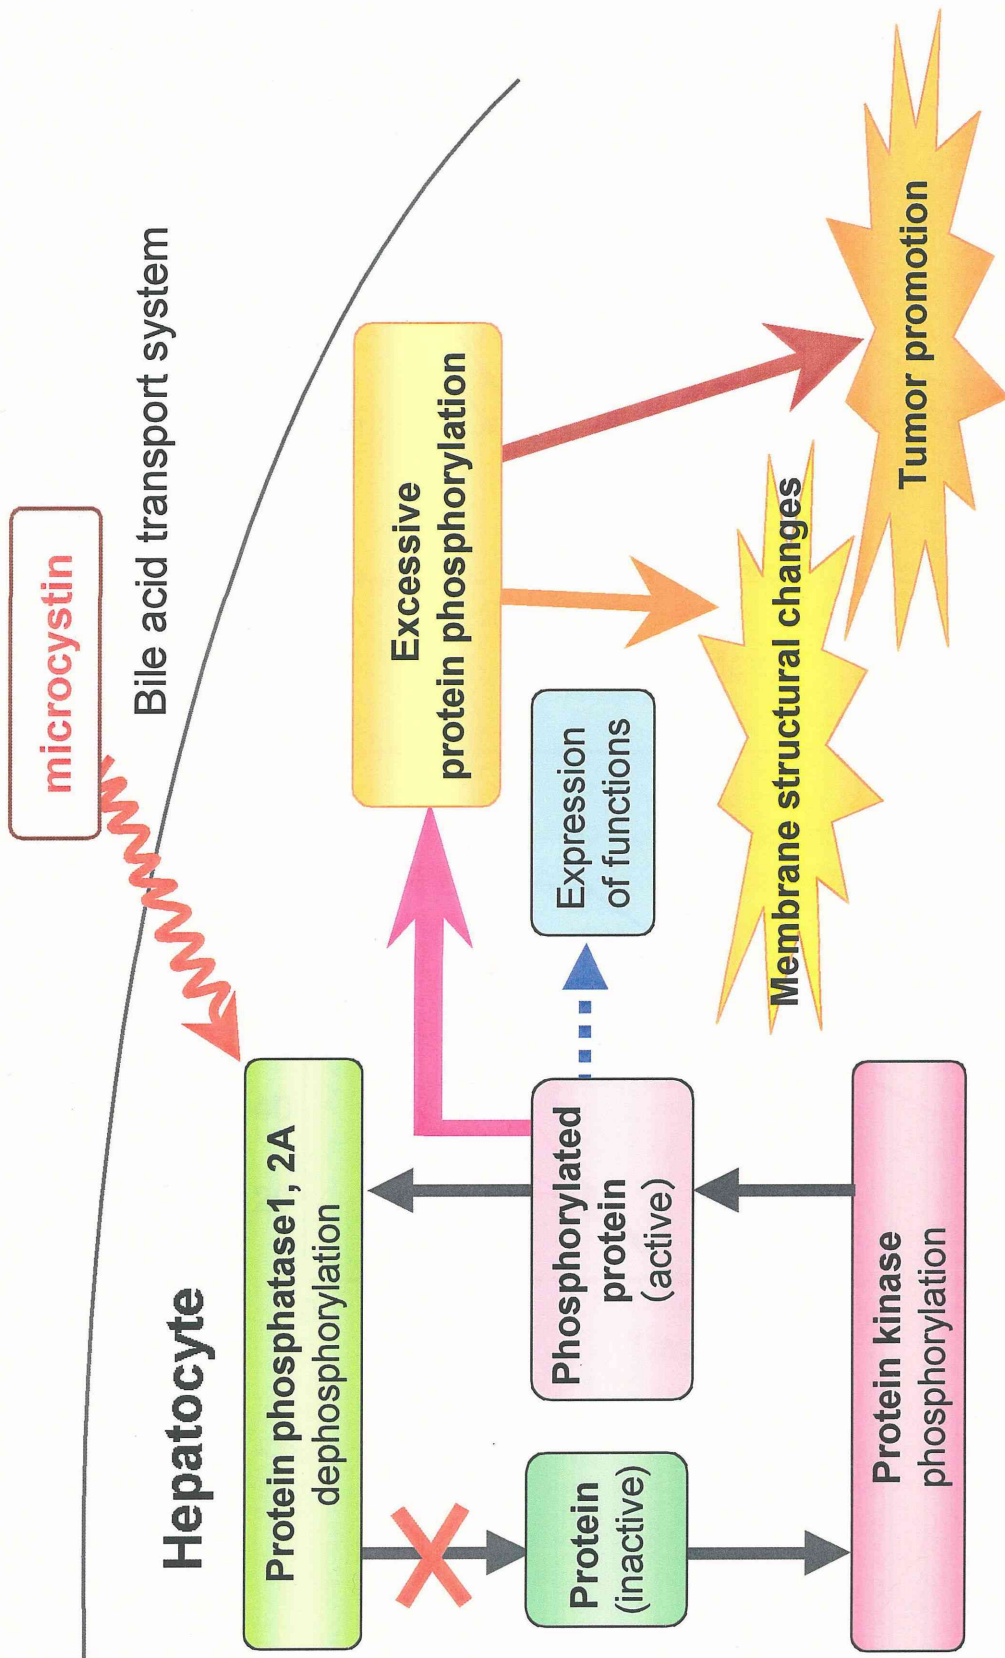 microcystin
Bile acid transport system
Hepatocyte
Protein phosphatase1, 2A
dephosphorylation
Excessive
protein phosphorylation
Protein
(inactive)
Phosphorylated
protein
(active)
Expression
of functions
Membrane structural changes
Tumor promotion
Protein kinase
phosphorylation